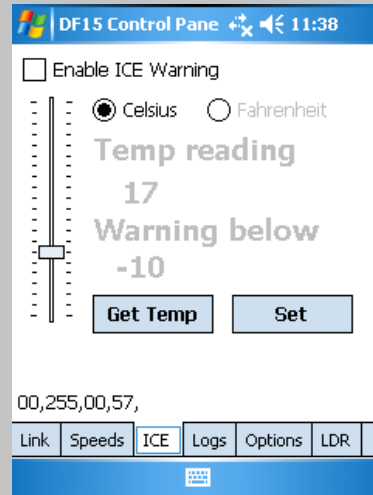 DF15 Control Pane 11:38
Enable ICE Warning
Celsius Fahrenheit
Temp reading
17
Warning below
-10
Get Temp Set
00,255,00,57,
Link Speeds ICE Logs Options LDR